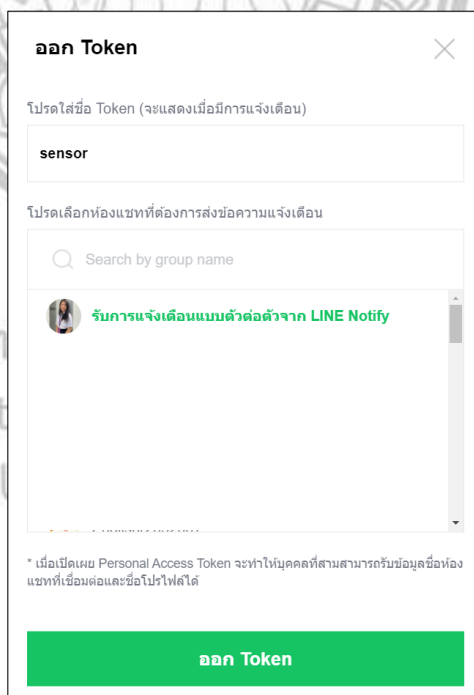 ออก Token
โปรดใส่ชื่อ Token (จะแสดงเมื่อมีการแจ้งเตือน)
sensor
โปรดเลือกห้องแชทที่ต้องการส่งข้อความแจ้งเตือน
Search by group name
รับการแจ้งเตือนแบบตัวต่อตัวจาก LINE Notify
* เมื่อเปิดเผย Personal Access Token จะทำให้บุคคลที่สามสามารถรับข้อมูลชื่อห้อง
แชทที่เชื่อมต่อและชื่อโปรไฟล์ได้
ออก Token